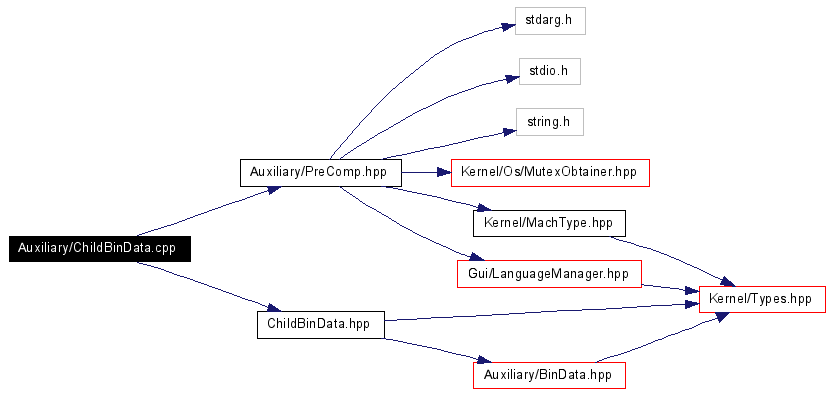 stdarg.h
stdio.h
string.h
Auxiliary/PreComp.hpp
Kernel/Os/MutexObtainer.hpp
Kernel/MachType.hpp
Auxiliary/ChildBinData.cpp
Gui/LanguageManager.hpp
Kernel/Types.hpp
ChildBinData.hpp
Auxiliary/BinData.hpp